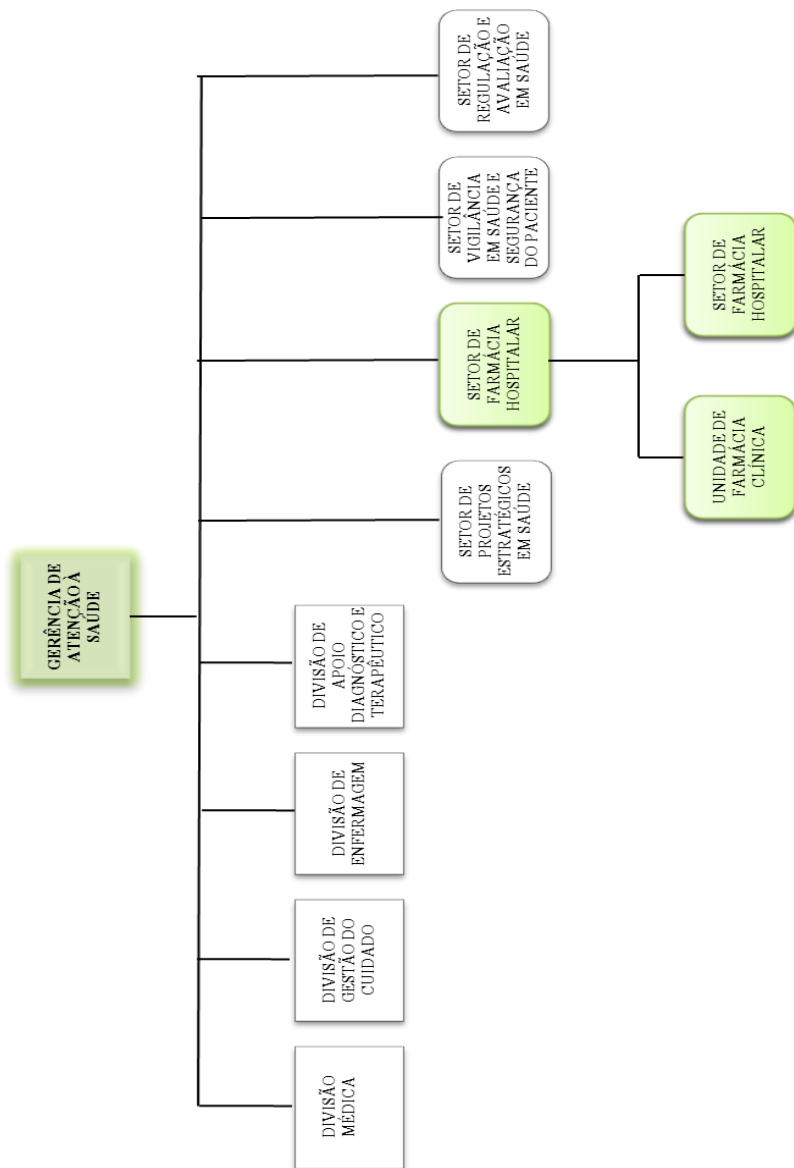 GERÊNCIA DE
ATENÇÃO À
SAÚDE
DIVISÃO
MÉDICA
DIVISÃO DE
GESTÃO DO
CUIDADO
DIVISÃO DE
ENFERMAGEM
DIVISÃO DE
APOIO
DIAGNÓSTICO E
TERAPÊUTICO
SETOR DE
PROJETOS
ESTRATÉGICOS
EM SAÚDE
SETOR DE
FARMÁCIA
HOSPITALAR
SETOR DE
VIGILÂNCIA
EM SAÚDE E
SEGURANÇA
DO PACIENTE
SETOR DE
REGULAÇÃO E
AVALIAÇÃO
EM SAÚDE
UNIDADE DE
FARMÁCIA
CLÍNICA
SETOR DE
FARMÁCIA
HOSPITALAR